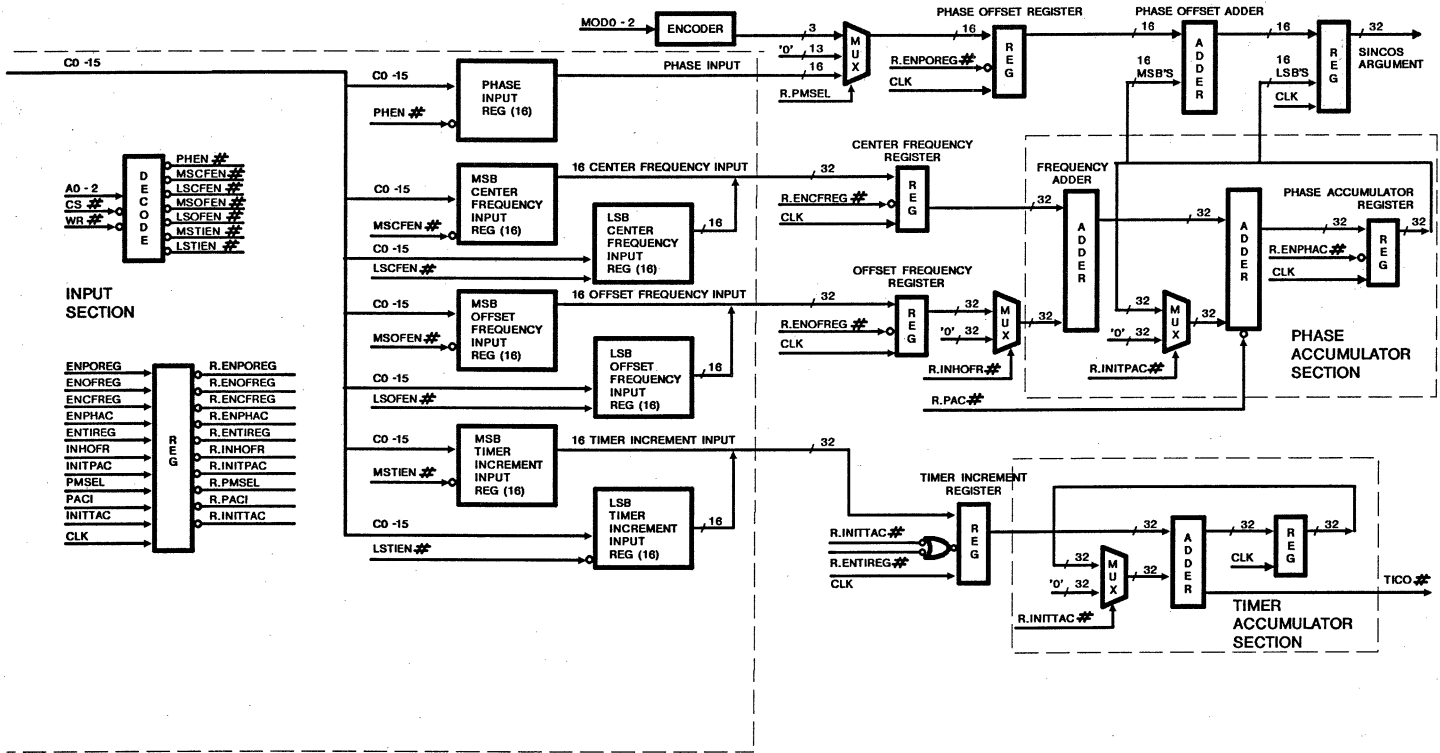 MOD0 - 2
ENCODER
3
'0'
13
16
MUX
R.PMSEL
PHASE OFFSET REGISTER
16
R.ENPOREG#
CLK
REG
PHASE OFFSET ADDER
16
16
MSB'S
ADDER
16
16
LSB'S
CLK
REG
32
SINCOS
ARGUMENT
C0 -15
C0 -15
PHEN #
PHASE
INPUT
REG (16)
PHASE INPUT
A0 - 2
CS #
WR #
DECODE
PHEN #
MSCFEN #
LSCFEN #
MSOFEN #
LSOFEN #
MSTIEN #
LSTIEN #
INPUT
SECTION
C0 -15
MSCFEN#
MSB
CENTER
FREQUENCY
INPUT
REG (16)
16 CENTER FREQUENCY INPUT
C0 -15
LSCFEN #
LSB
CENTER
FREQUENCY
INPUT
REG (16)
16
32
CENTER FREQUENCY
REGISTER
R.ENCFREG#
CLK
REG
32
FREQUENCY
ADDER
ADDER
32
ADDER
32
PHASE ACCUMULATOR
REGISTER
R.ENPHAC#
CLK
REG
32
C0 -15
MSOFEN #
MSB
OFFSET
FREQUENCY
INPUT
REG (16)
16 OFFSET FREQUENCY INPUT
C0 -15
LSOFEN #
LSB
OFFSET
FREQUENCY
INPUT
REG (16)
16
32
OFFSET FREQUENCY
REGISTER
R.ENOFREG #
CLK
REG
32
'0'
32
MUX
32
R.INHOFR #
32
'0'
32
MUX
32
R.INITPAC#
R.PAC#
PHASE
ACCUMULATOR
SECTION
ENPOREG
ENOFREG
ENCFREG
ENPHAC
ENTIREG
INHOFR
INITPAC
PMSEL
PACI
INITTAC
CLK
REG
R.ENPOREG
R.ENOFREG
R.ENCFREG
R.ENPHAC
R.ENTIREG
R.INHOFR
R.INITPAC
R.PMSEL
R.PACI
R.INITTAC
C0 -15
MSTIEN #
MSB
TIMER
INCREMENT
INPUT
REG (16)
16 TIMER INCREMENT INPUT
C0 -15
LSTIEN#
LSB
TIMER
INCREMENT
INPUT
REG (16)
16
32
TIMER INCREMENT
REGISTER
R.INITTAC#
R.ENTIREG#
CLK
REG
32
32
'0'
32
MUX
32
R.INITTAC #
ADDER
32
CLK
REG
32
TICO #
TIMER
ACCUMULATOR
SECTION